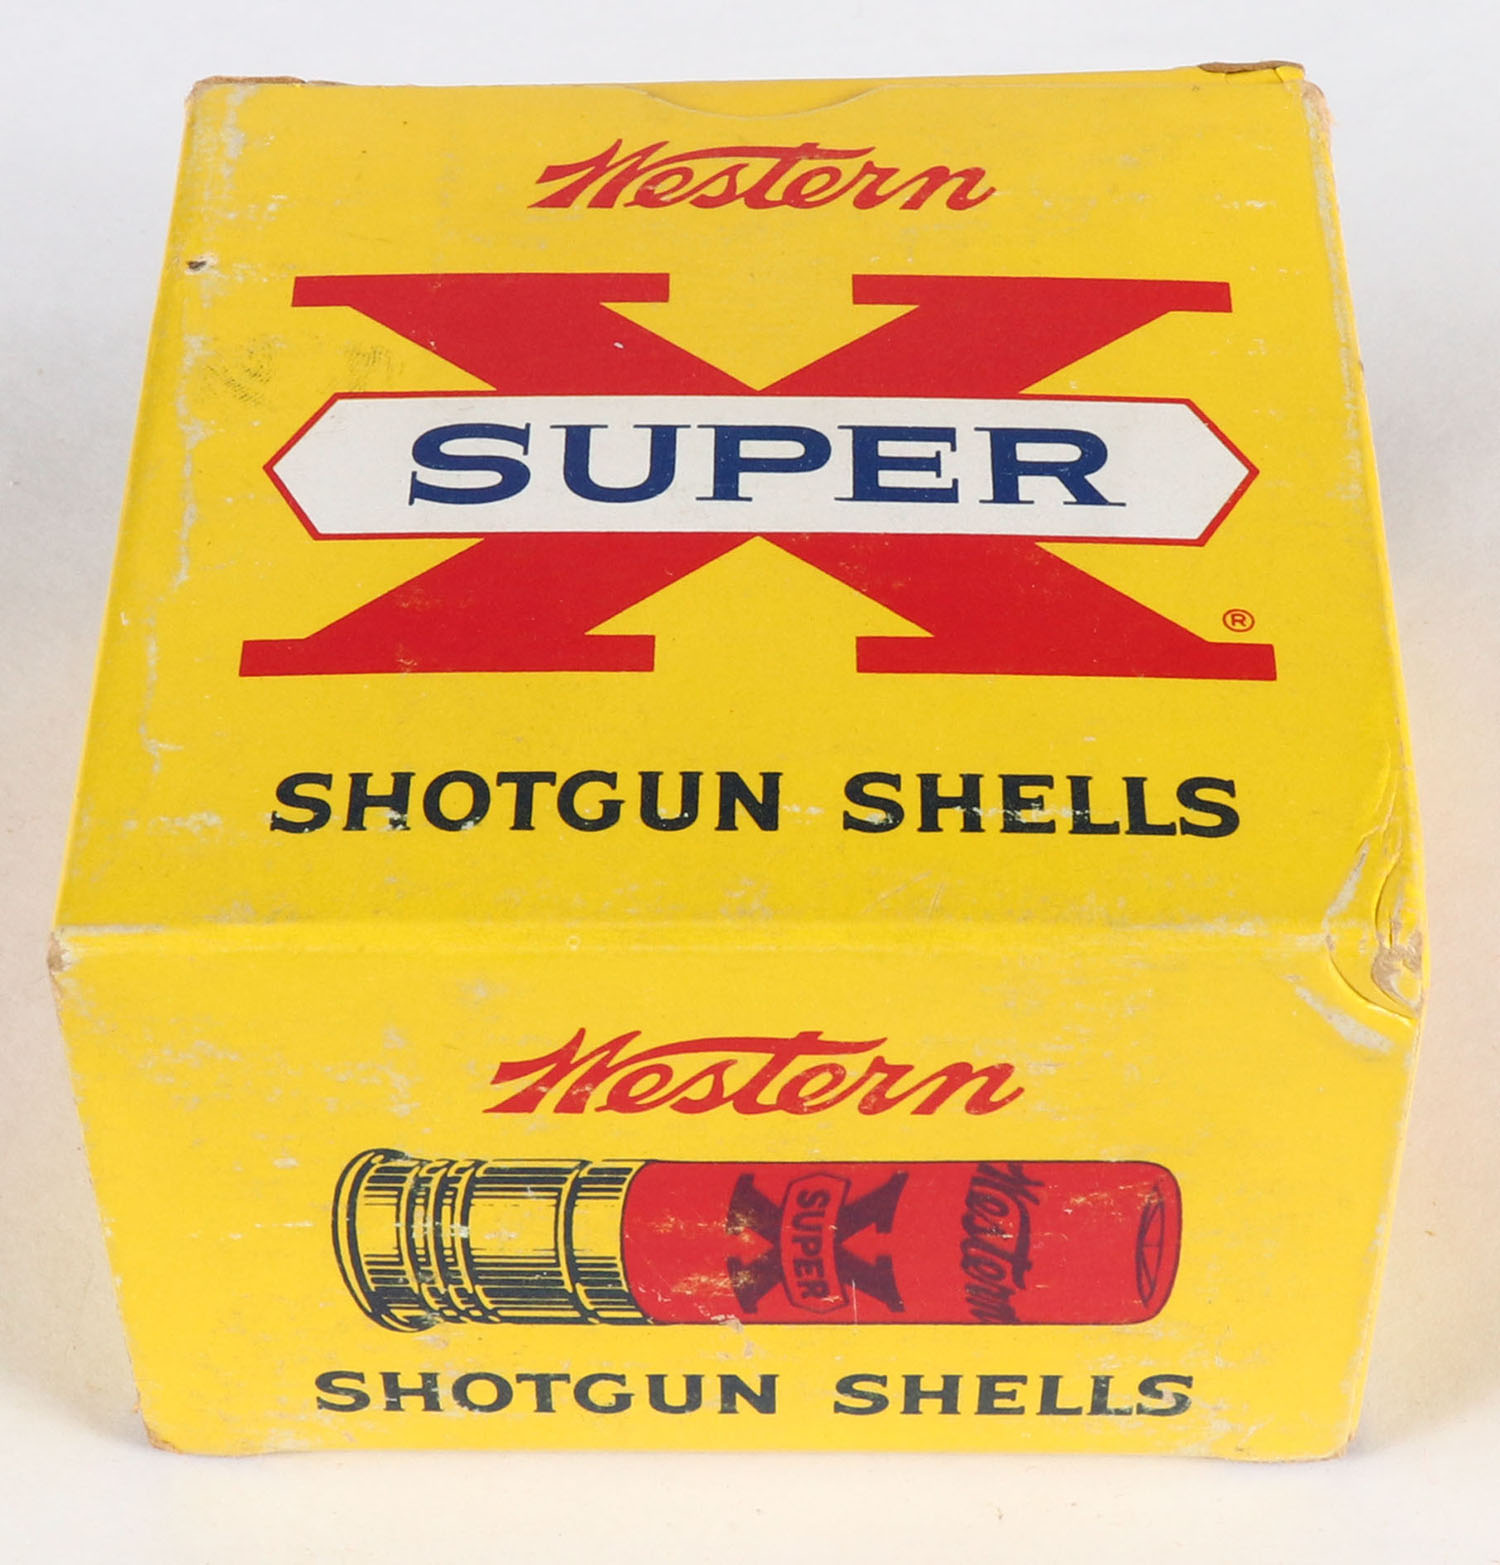 Western
X
SUPER
®
SHOTGUN SHELLS
Western
X
SUPER
Western
SHOTGUN SHELLS